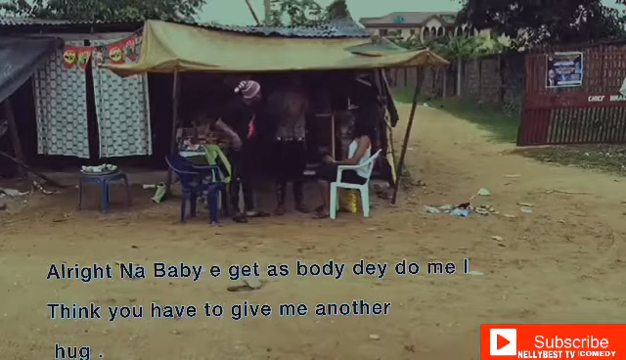 CHIEF
Alright Na Baby e get as body dey do me I
Think you have to give me another
hug .
Subscribe
NELLYBEST TV |COMEDY